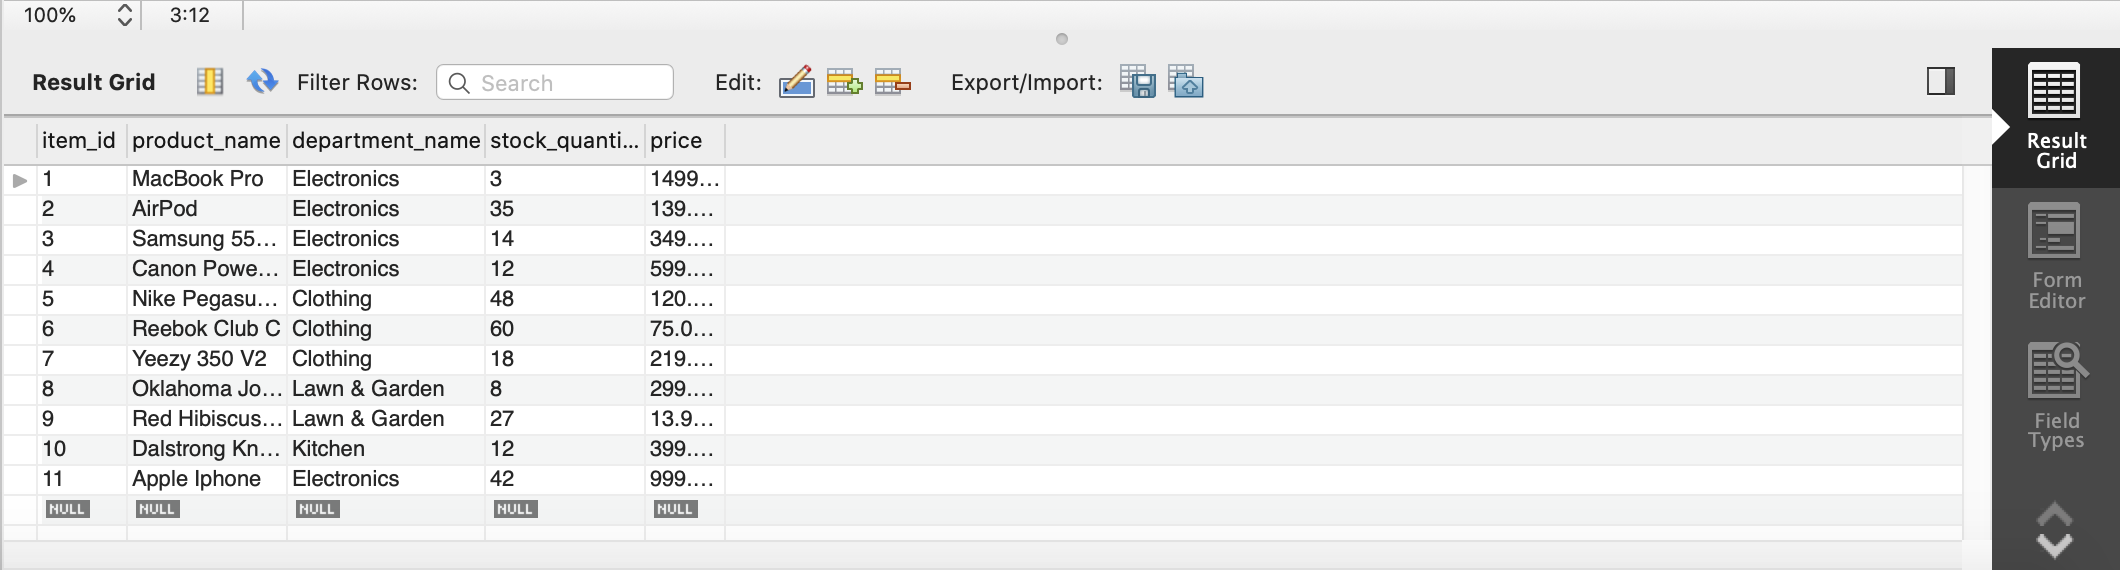 100% 3:12
Result Grid Filter Rows: Search Edit: Export/Import:
item_id product_name department_name stock_quanti... price
1 MacBook Pro Electronics 3 1499...
2 AirPod Electronics 35 139....
3 Samsung 55... Electronics 14 349....
4 Canon Powe... Electronics 12 599....
5 Nike Pegasu... Clothing 48 120....
6 Reebok Club C Clothing 60 75.0...
7 Yeezy 350 V2 Clothing 18 219....
8 Oklahoma Jo... Lawn & Garden 8 299....
9 Red Hibiscus... Lawn & Garden 27 13.9...
10 Dalstrong Kn... Kitchen 12 399....
11 Apple Iphone Electronics 42 999....
NULL NULL NULL NULL NULL
Result
Grid
Form
Editor
Field
Types